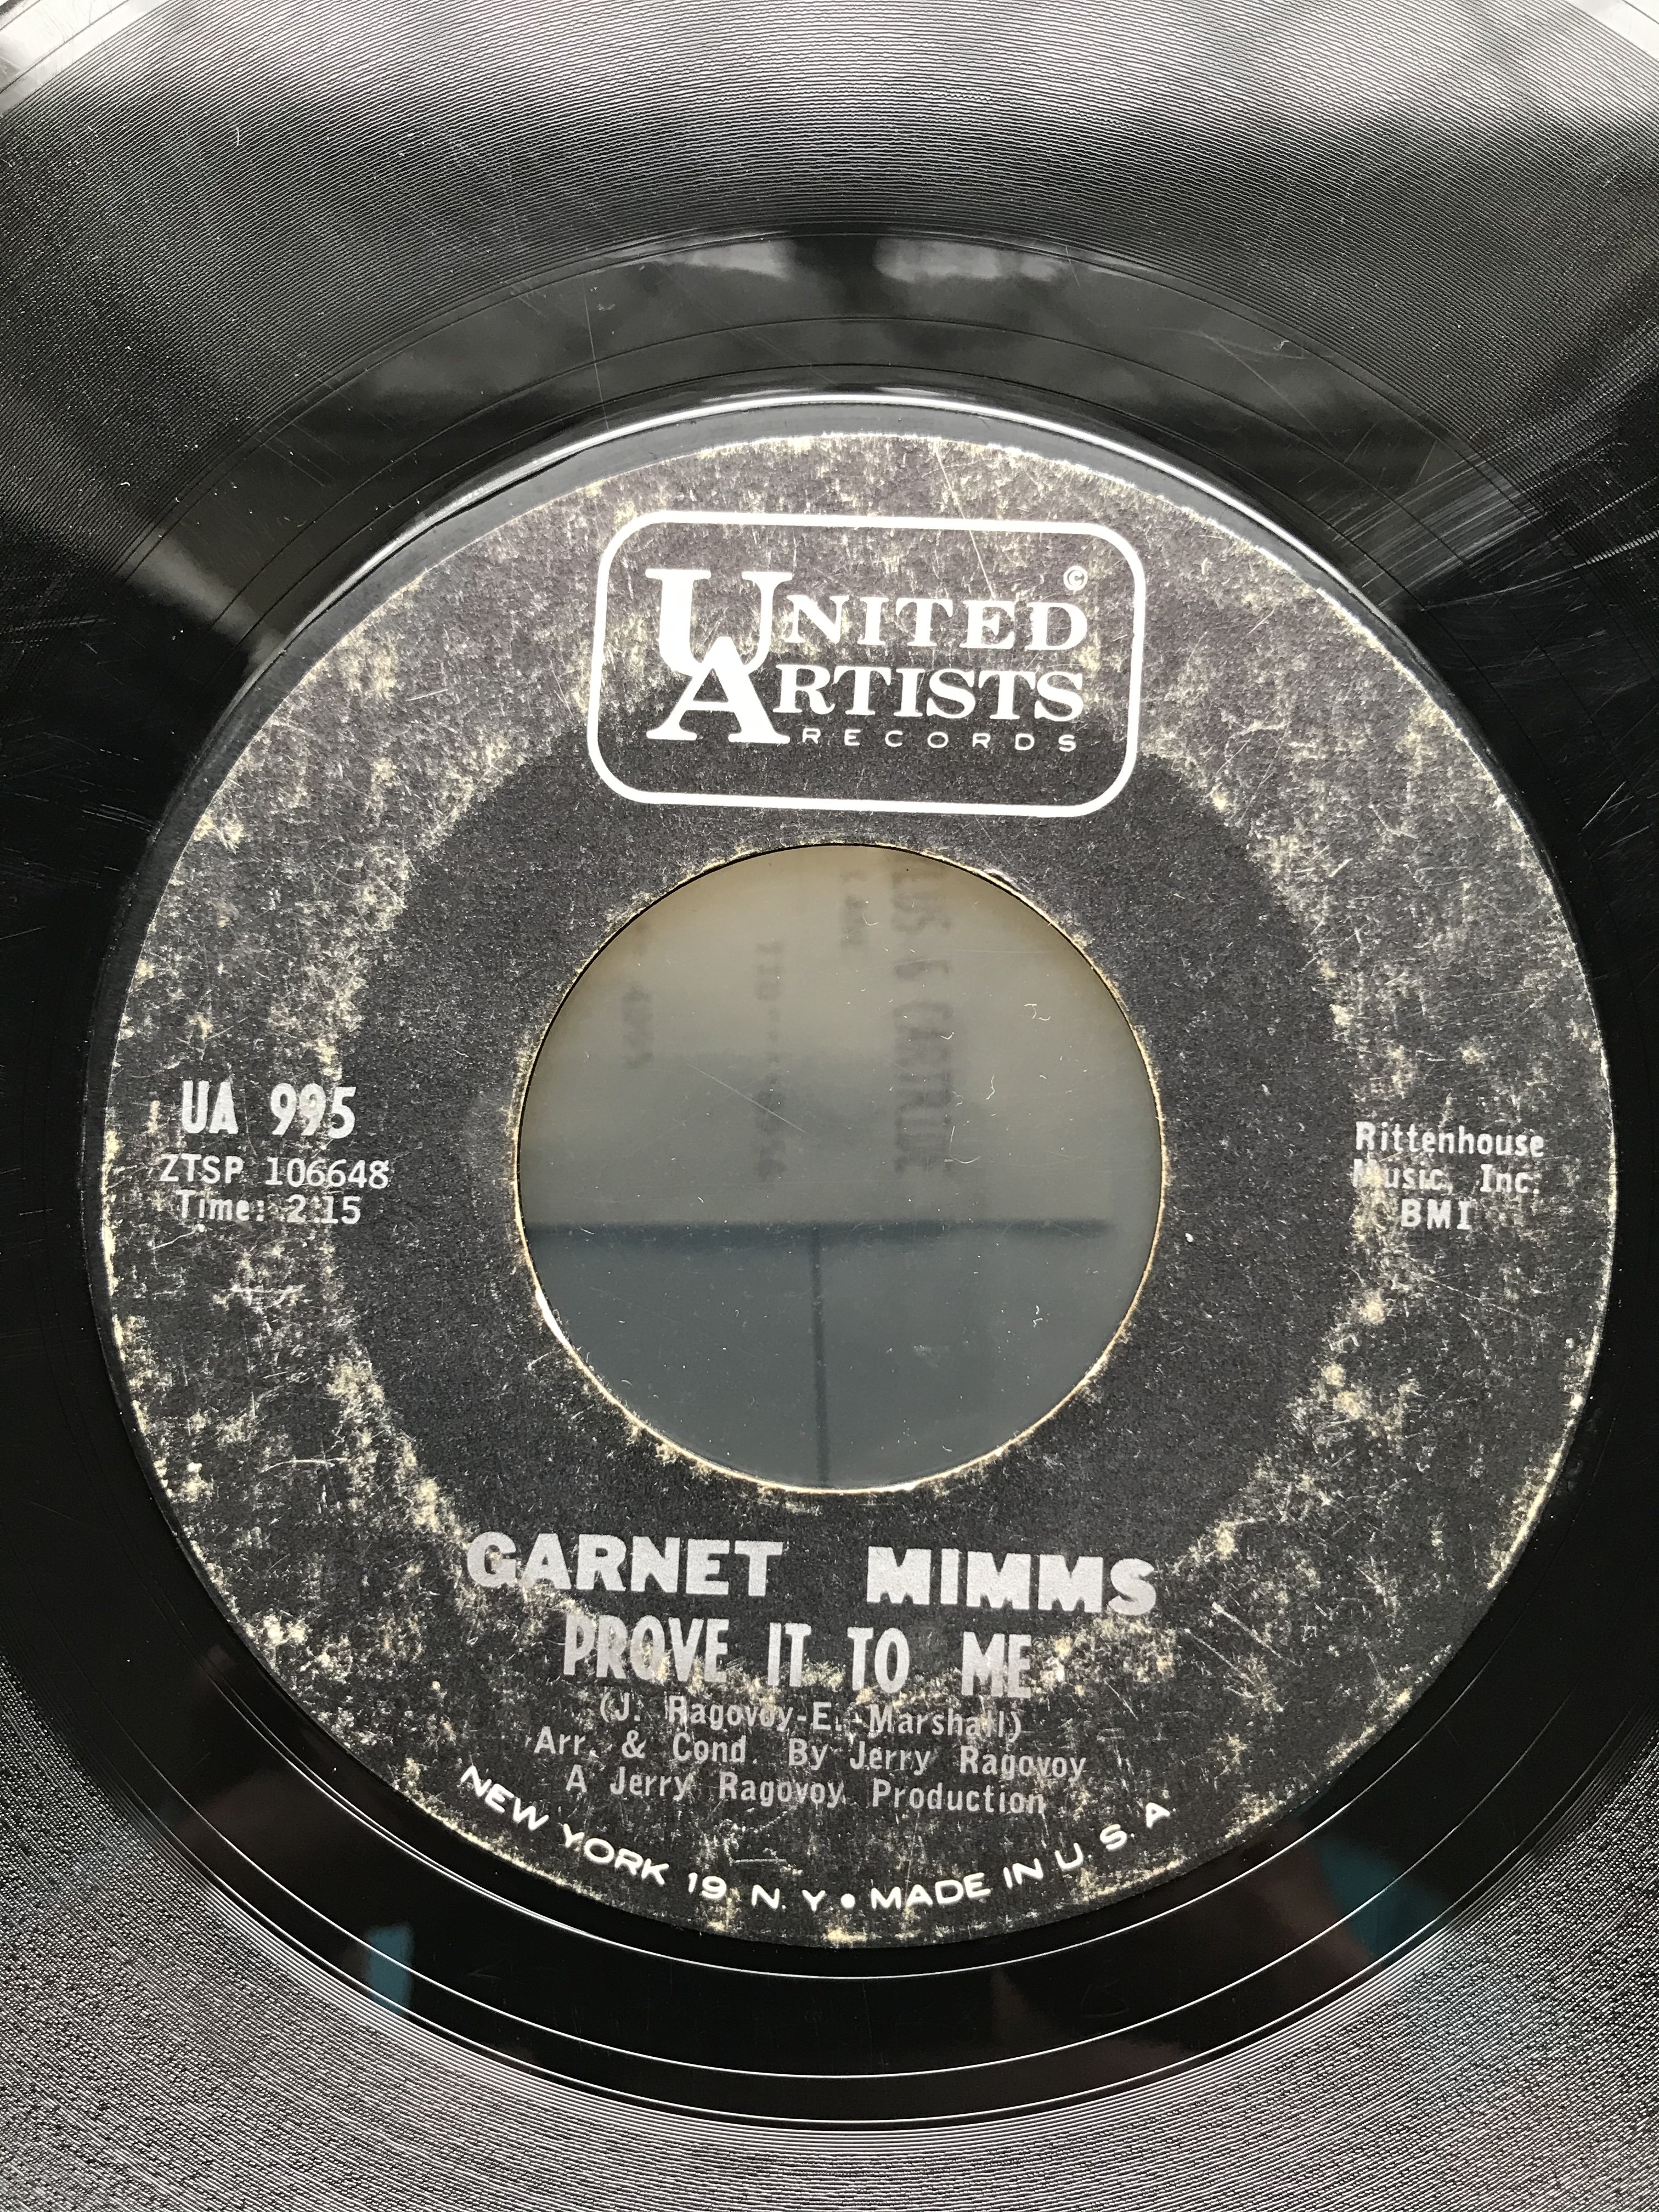 UNITED ©
ARTISTS
RECORDS
UA 995
ZTSP 106648
Time: 2:15
Rittenhouse
Music, Inc.
BMI
GARNET MIMMS
PROVE IT TO ME
(J. Ragovoy-E. Marshall)
Arr. & Cond. By Jerry Ragovoy
A Jerry Ragovoy Production
NEW YORK 19, N. Y. • MADE IN U. S. A.